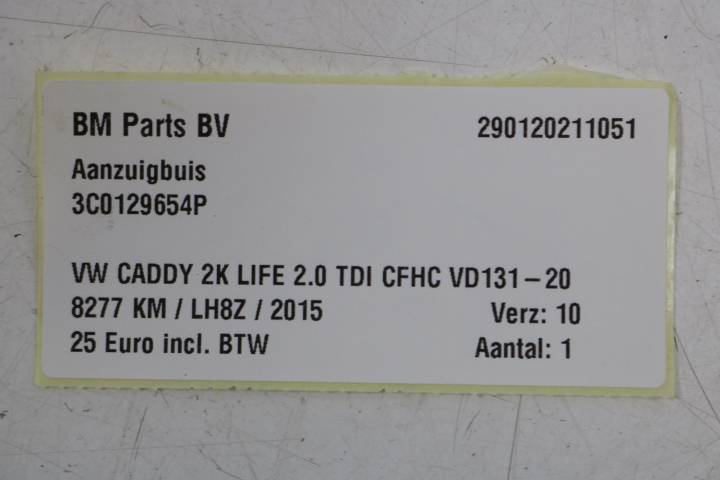 BM Parts BV 290120211051
Aanzuigbuis
3C0129654P
VW CADDY 2K LIFE 2.0 TDI CFHC VD131-20
8277 KM / LH8Z / 2015 Verz: 10
25 Euro incl. BTW Aantal: 1